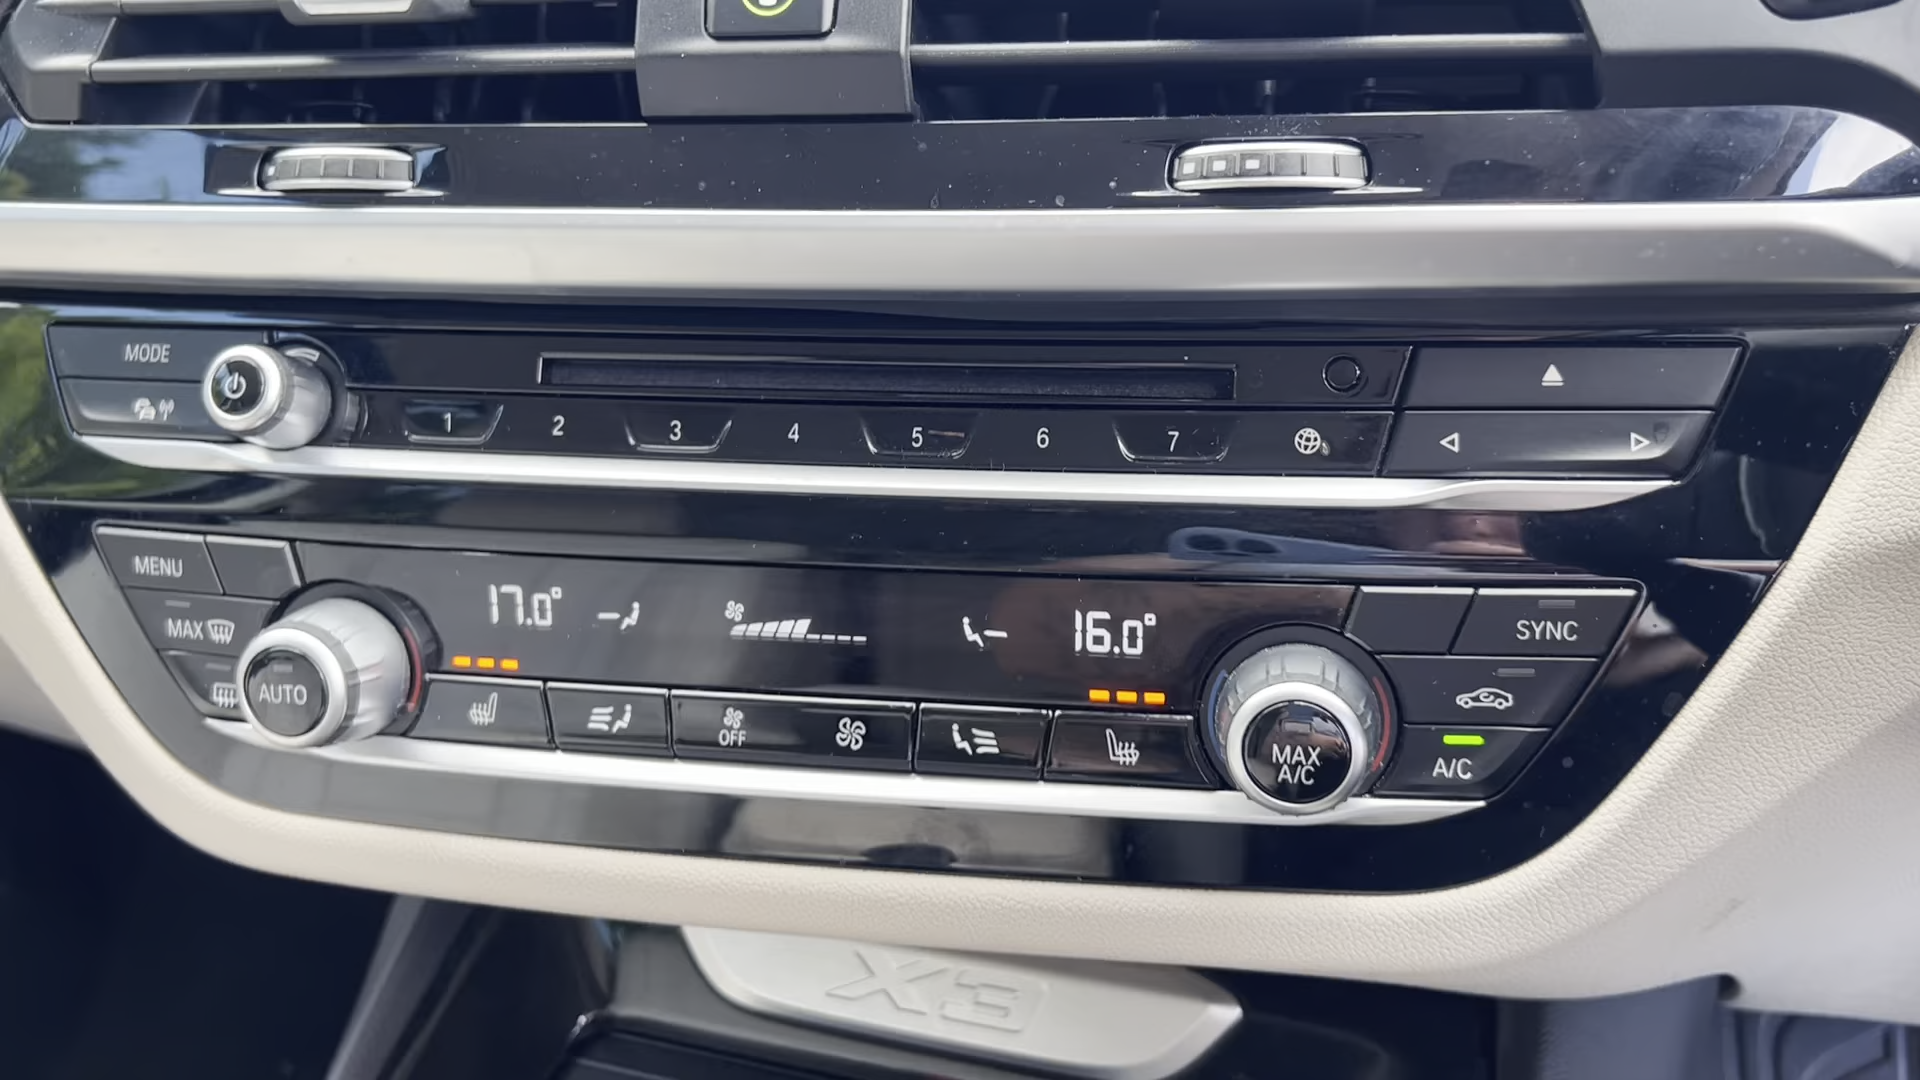 MODE
1 2 3 4 5 6 7
MENU
17.0°
16.0°
SYNC
MAX
AUTO
OFF
MAX
A/C
A/C
X3